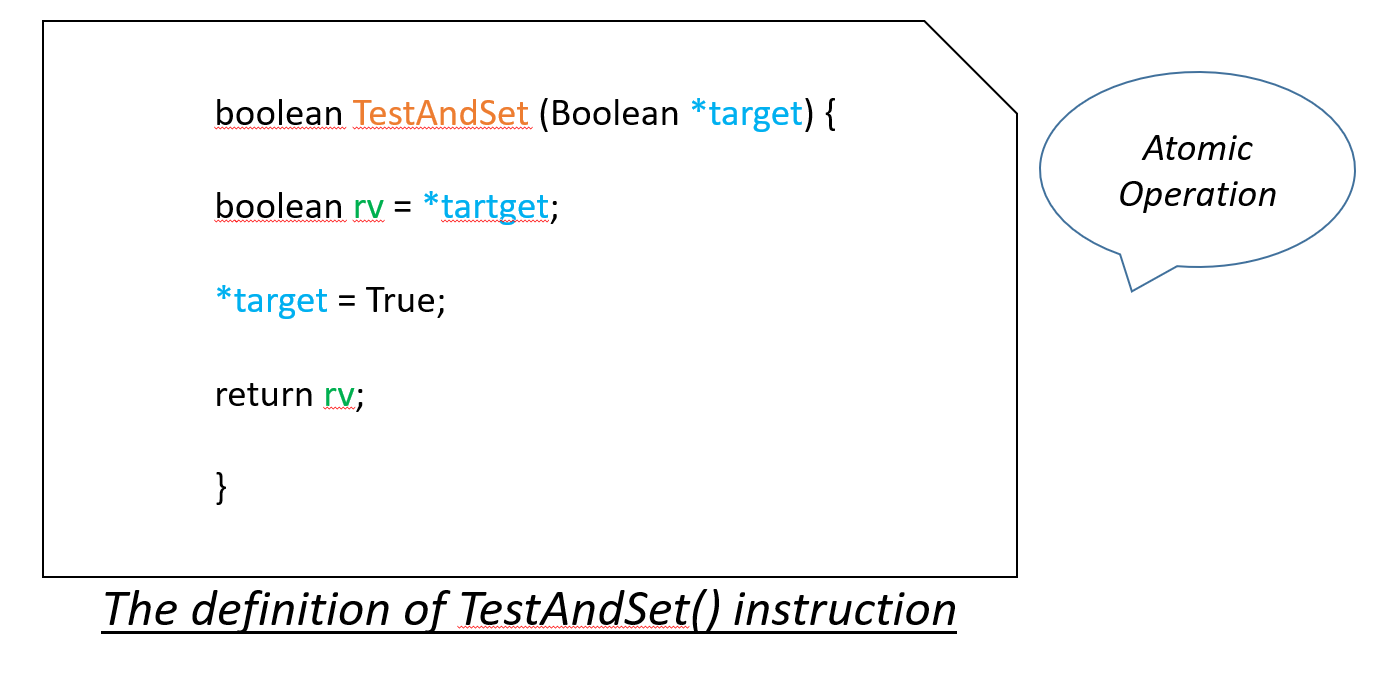 boolean TestAndSet (Boolean *target) {
boolean rv = *tartget;
*target = True;
return rv;
}
Atomic
Operation
The definition of TestAndSet() instruction